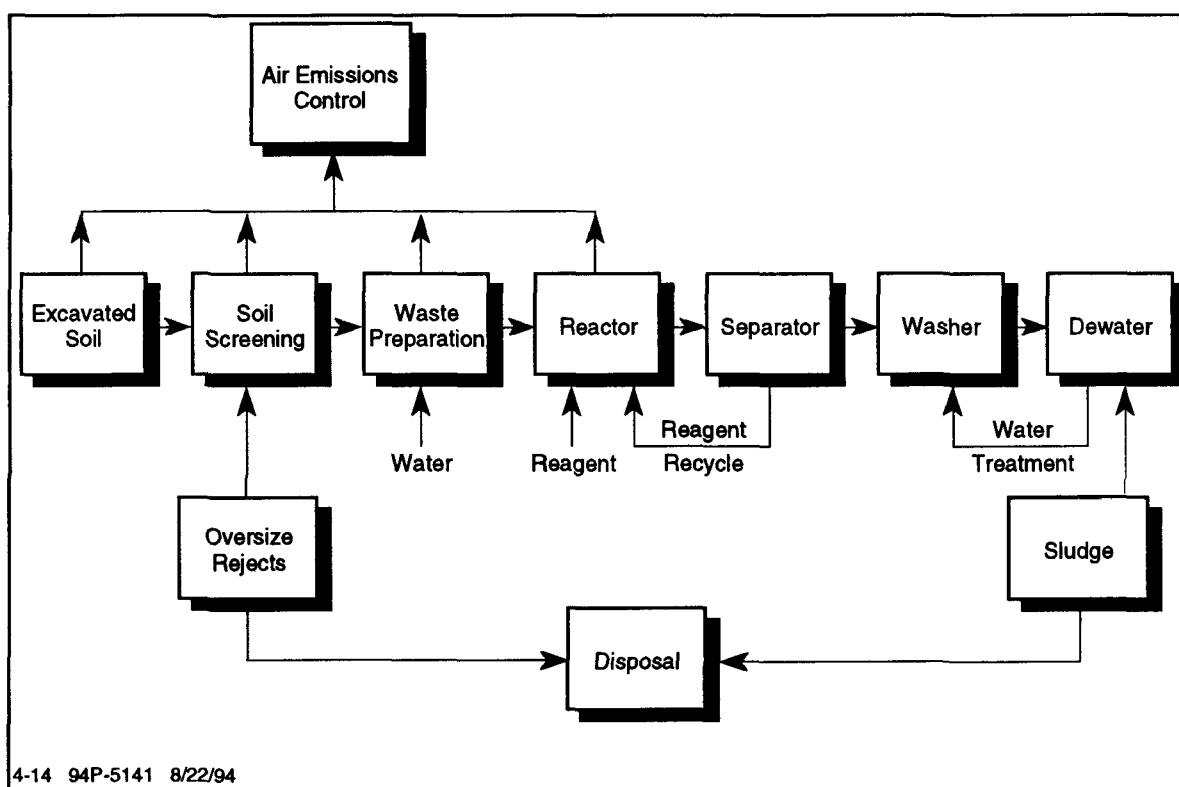 Air Emissions
Control
Excavated
Soil
Soil
Screening
Waste
Preparation
Reactor
Separator
Washer
Dewater
Water
Reagent
Reagent
Recycle
Water
Treatment
Oversize
Rejects
Sludge
Disposal
4-14 94P-5141 8/22/94